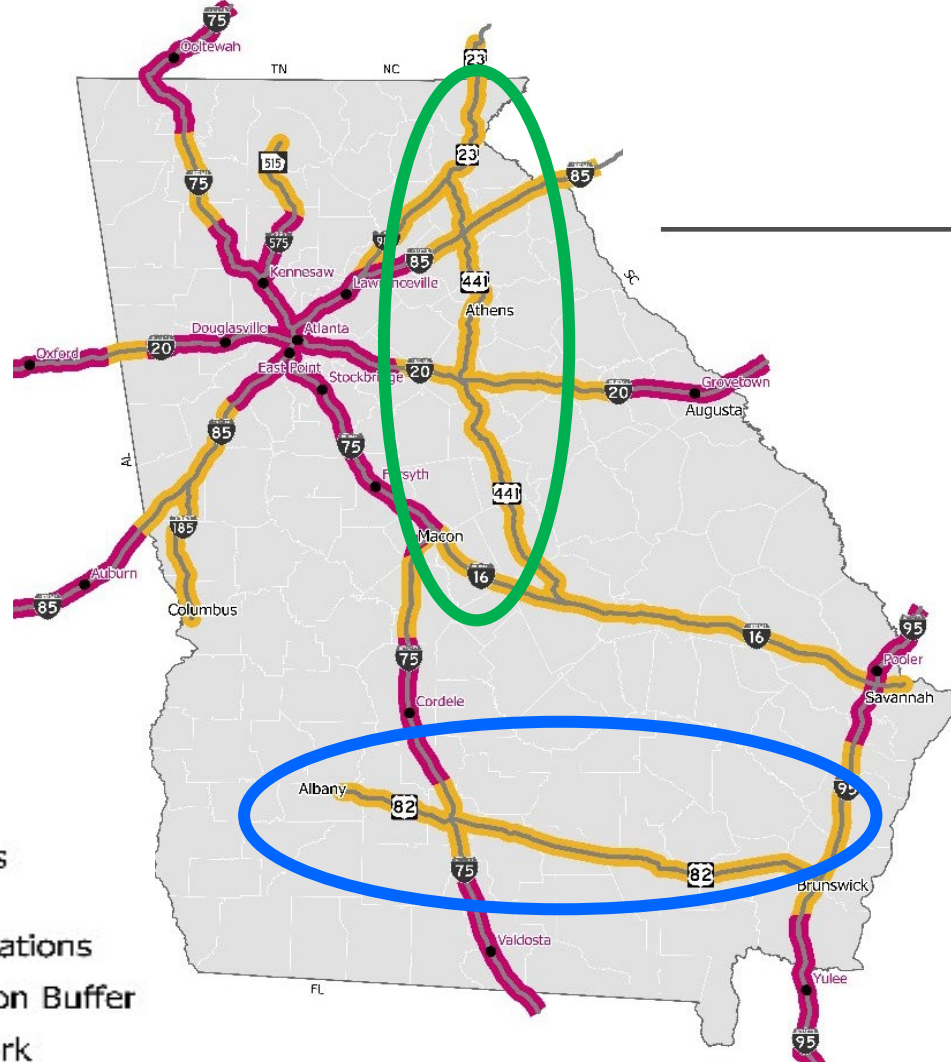 75
Ooltewah
TN
NC
23
23
515
75
85
575
985
85
SC
Kennesaw
Lawrenceville
441
Athens
Douglasville
Atlanta
20
Oxford
East Point
Stockbridge
20
20
Grovetown
Augusta
85
75
AL
Forsyth
441
185
Macon
16
Auburn
85
Columbus
95
16
75
Pooler
Savannah
Cordele
Albany
82
95
75
82
Brunswick
s
ations
Valdosta
FL
on Buffer
Yulee
rk
95